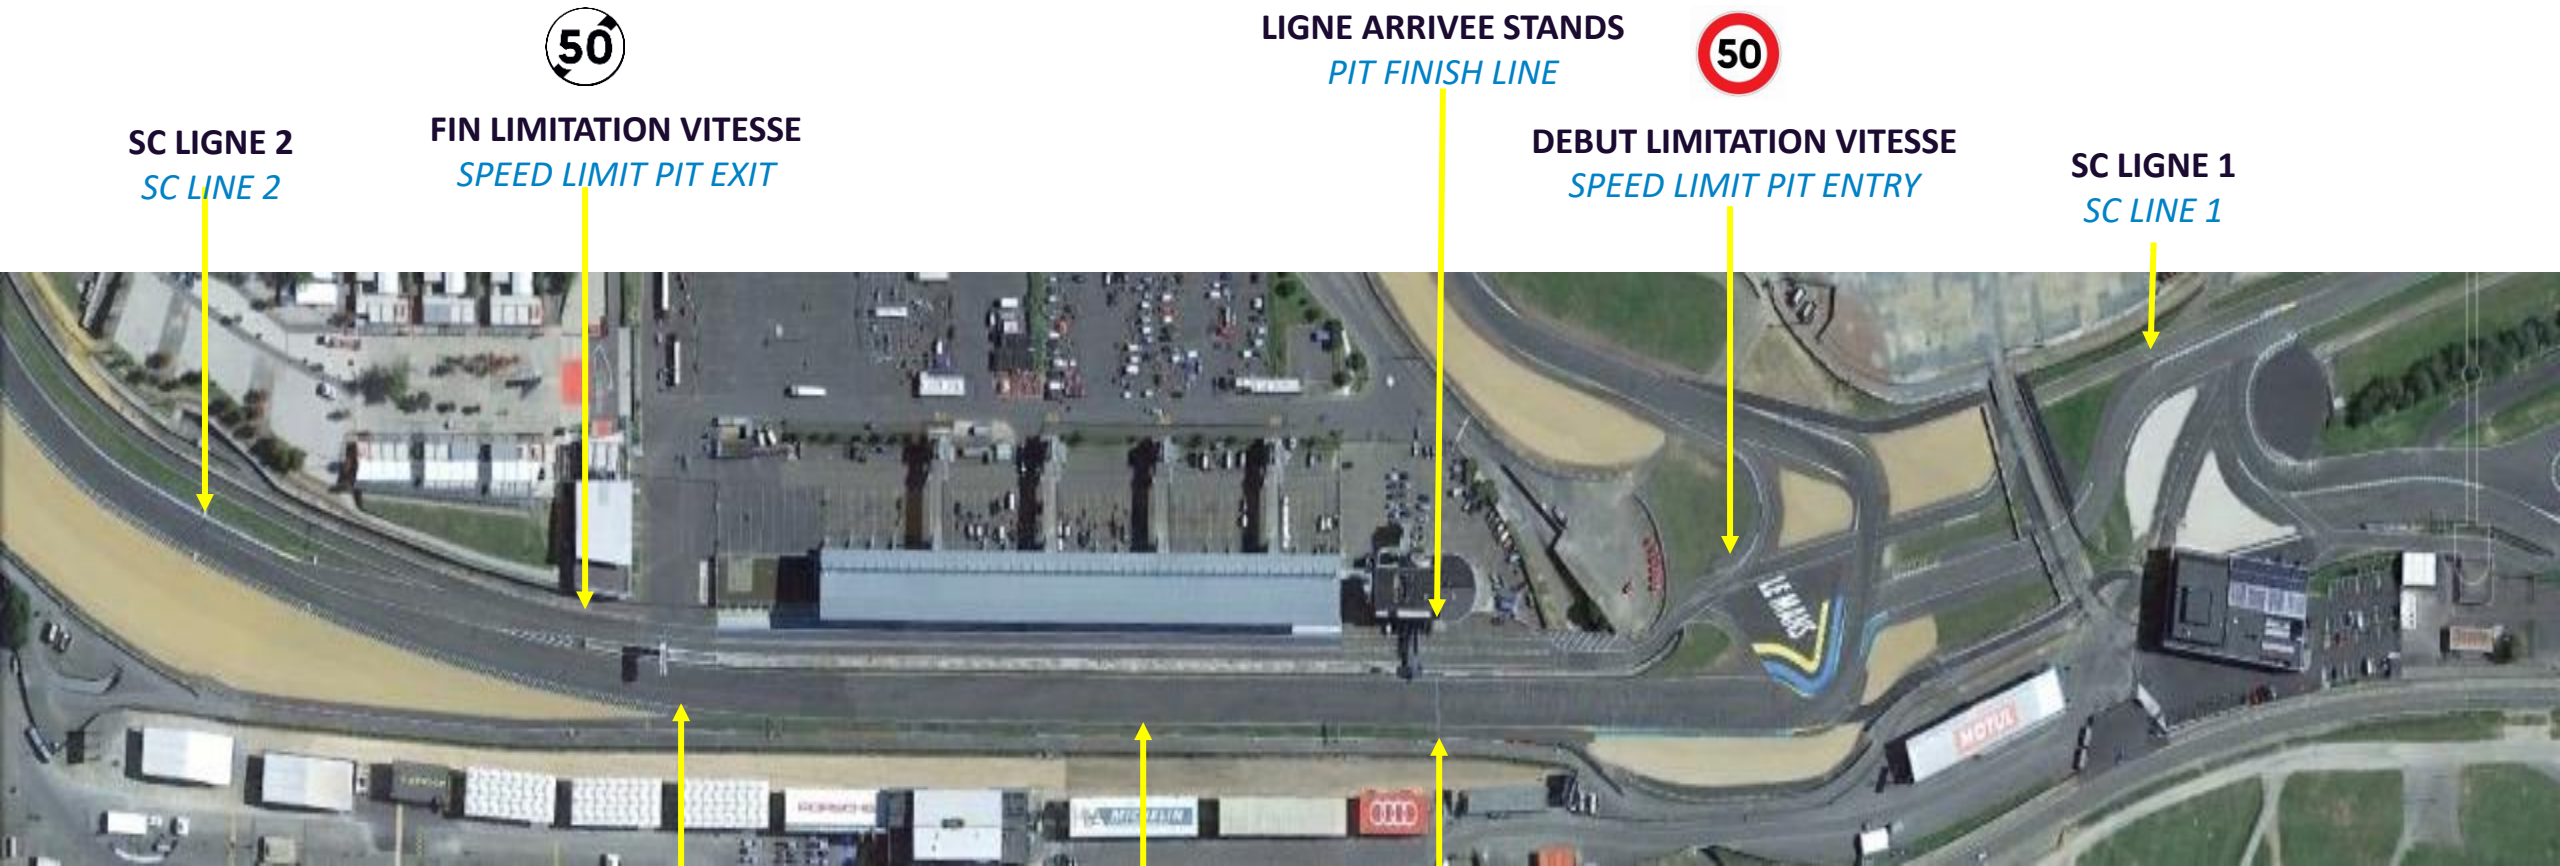 50
LIGNE ARRIVEE STANDS
PIT FINISH LINE
50
SC LIGNE 2
SC LINE 2
FIN LIMITATION VITESSE
SPEED LIMIT PIT EXIT
DEBUT LIMITATION VITESSE
SPEED LIMIT PIT ENTRY
SC LIGNE 1
SC LINE 1
LE MANS
MOTUL
PORSCHE
MICHELIN